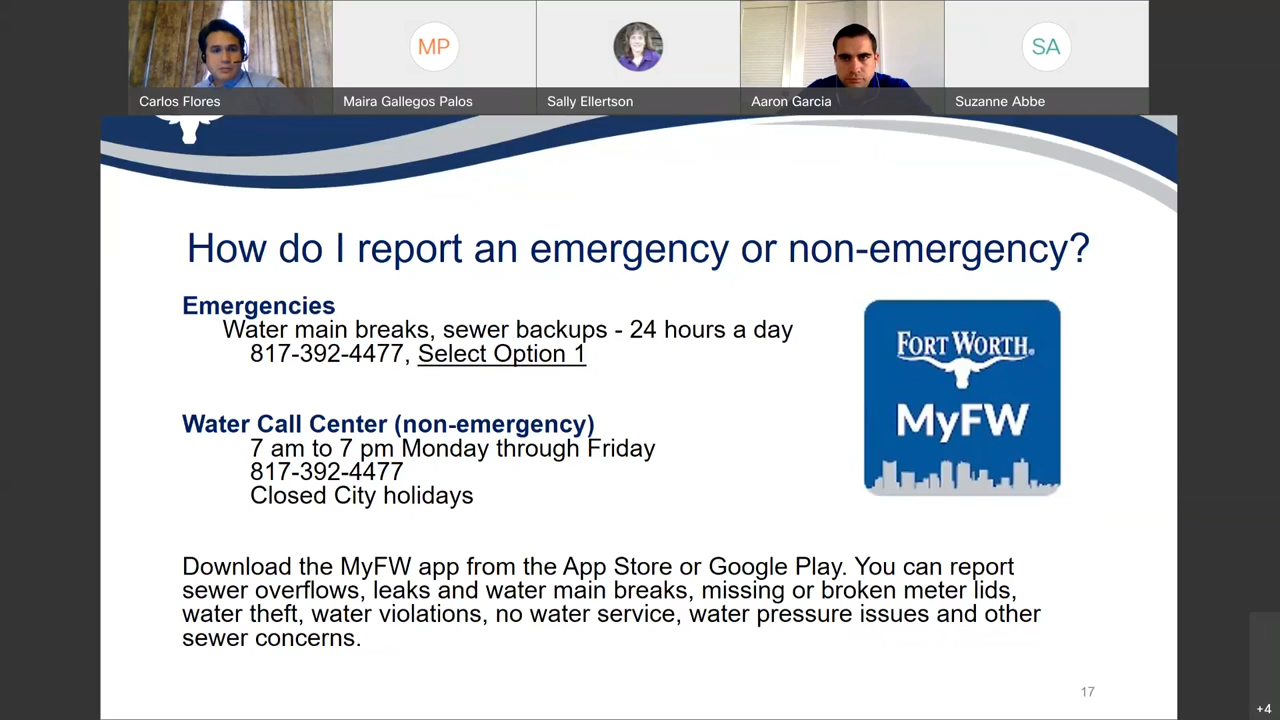 MP
SA
Carlos Flores
Maira Gallegos Palos
Sally Ellertson
Aaron Garcia
Suzanne Abbe
How do I report an emergency or non-emergency?
Emergencies
Water main breaks, sewer backups - 24 hours a day
817-392-4477, Select Option 1
Water Call Center (non-emergency)
7 am to 7 pm Monday through Friday
817-392-4477
Closed City holidays
FORT WORTH®
MyFW
Download the MyFW app from the App Store or Google Play. You can report
sewer overflows, leaks and water main breaks, missing or broken meter lids,
water theft, water violations, no water service, water pressure issues and other
sewer concerns.
17
+4